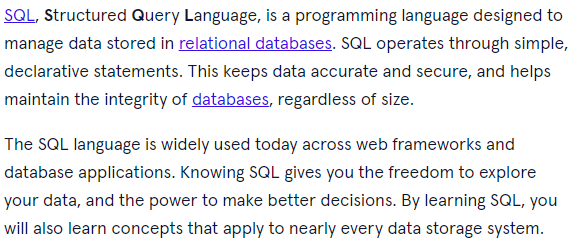 SQL, Structured Query Language, is a programming language designed to
manage data stored in relational databases. SQL operates through simple,
declarative statements. This keeps data accurate and secure, and helps
maintain the integrity of databases, regardless of size.
The SQL language is widely used today across web frameworks and
database applications. Knowing SQL gives you the freedom to explore
your data, and the power to make better decisions. By learning SQL, you
will also learn concepts that apply to nearly every data storage system.